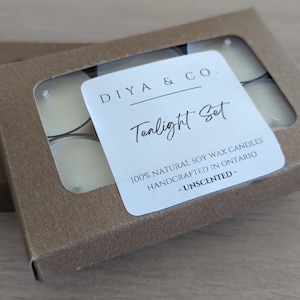 DIYA & CO.
Tealight Set
100% NATURAL SOY WAX CANDLES
HANDCRAFTED IN ONTARIO
- UNSCENTED -